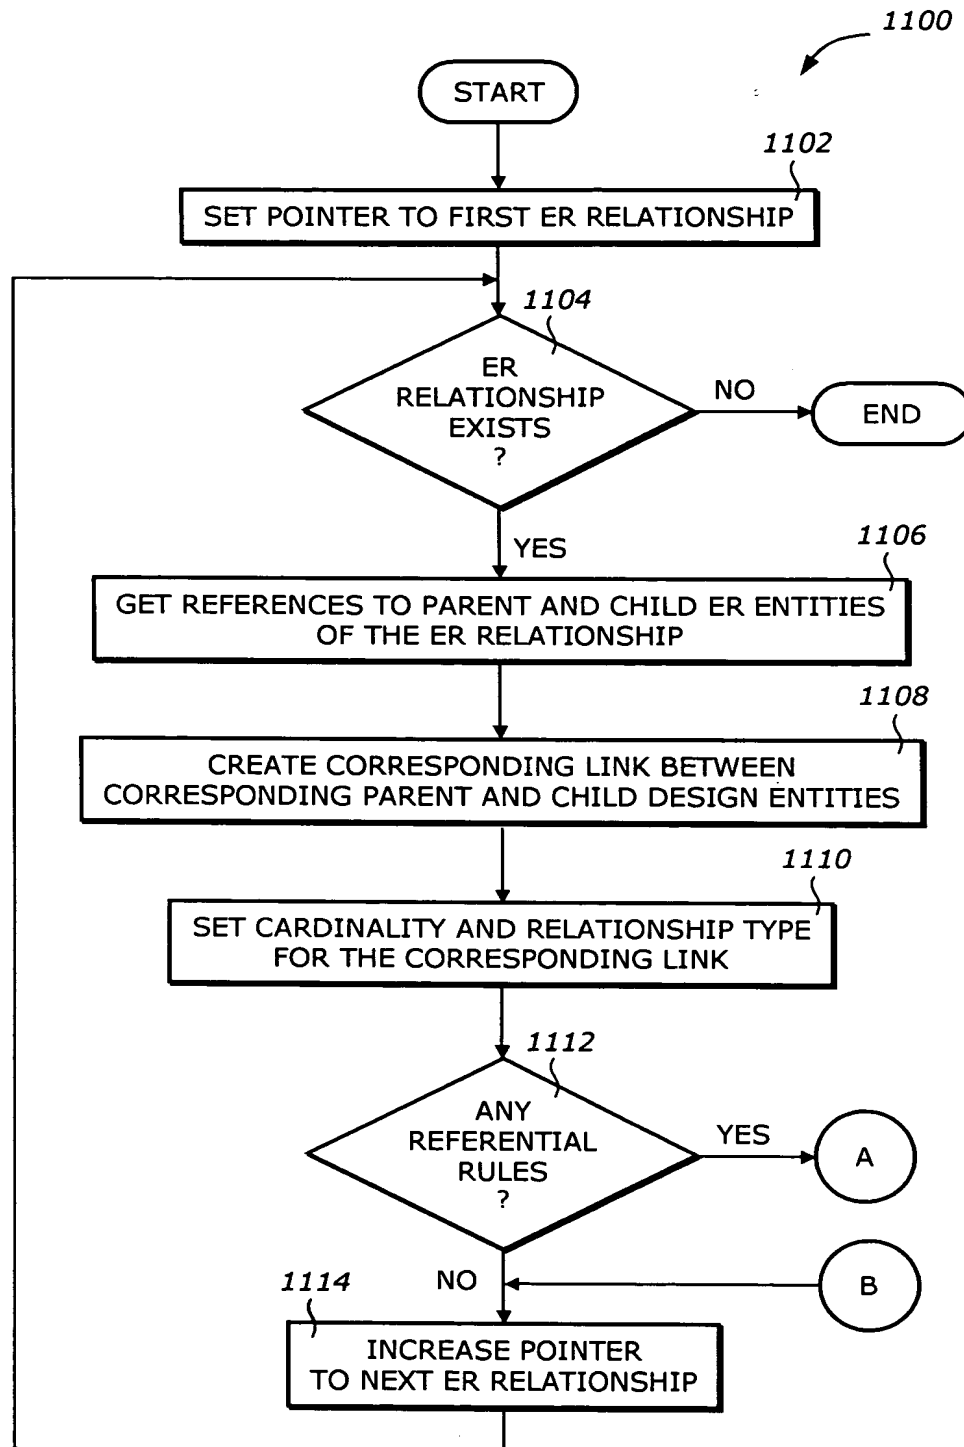 1100
START
1102
SET POINTER TO FIRST ER RELATIONSHIP
1104
ER
RELATIONSHIP
EXISTS
?
NO
END
YES
1106
GET REFERENCES TO PARENT AND CHILD ER ENTITIES
OF THE ER RELATIONSHIP
1108
CREATE CORRESPONDING LINK BETWEEN
CORRESPONDING PARENT AND CHILD DESIGN ENTITIES
1110
SET CARDINALITY AND RELATIONSHIP TYPE
FOR THE CORRESPONDING LINK
1112
ANY
REFERENTIAL
RULES
?
YES
A
NO
B
1114
INCREASE POINTER
TO NEXT ER RELATIONSHIP